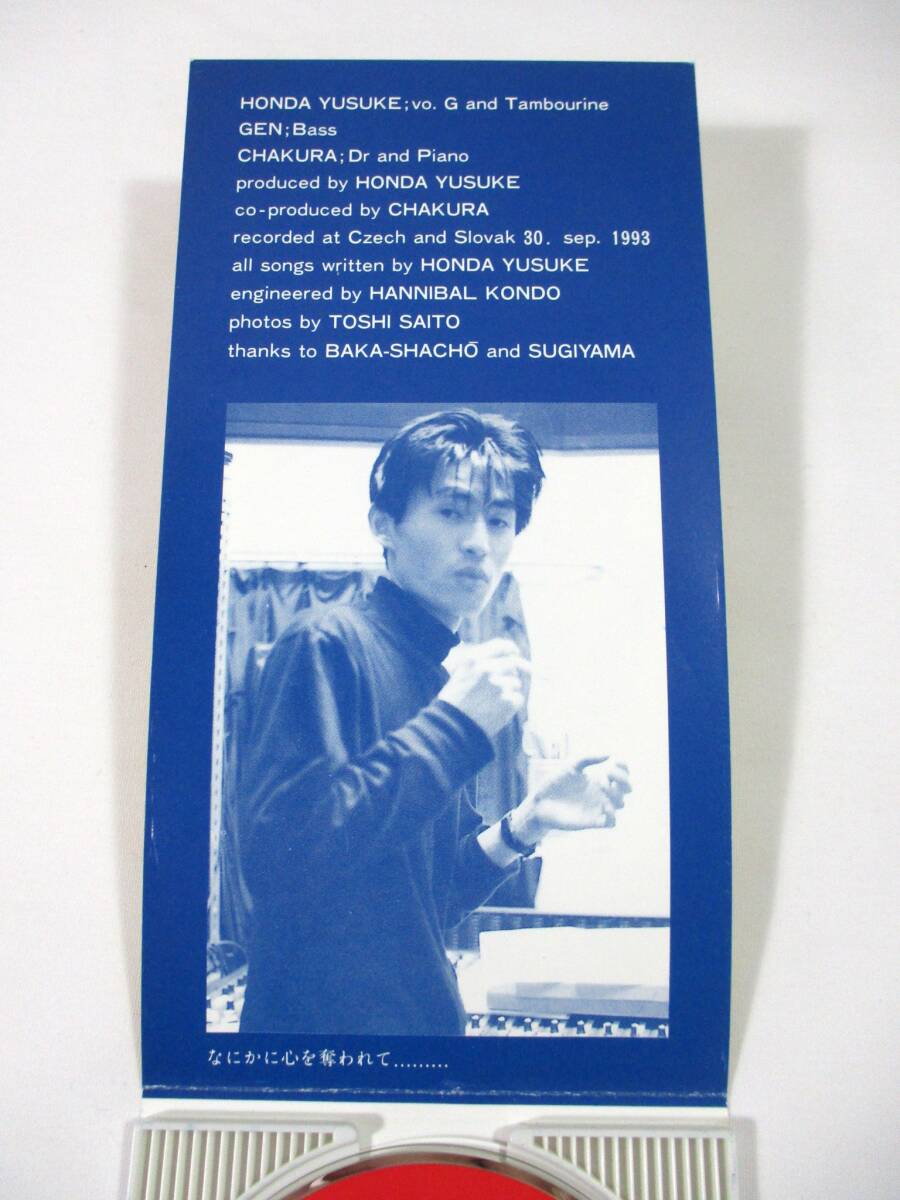 HONDA YUSUKE;vo. G and Tambourine
GEN;Bass
CHAKURA;Dr and Piano
produced by HONDA YUSUKE
co-produced by CHAKURA
recorded at Czech and Slovak 30. sep. 1993
all songs written by HONDA YUSUKE
engineered by HANNIBAL KONDO
photos by TOSHI SAITO
thanks to BAKA-SHACHŌ and SUGIYAMA
なにかに心を奪われて.........